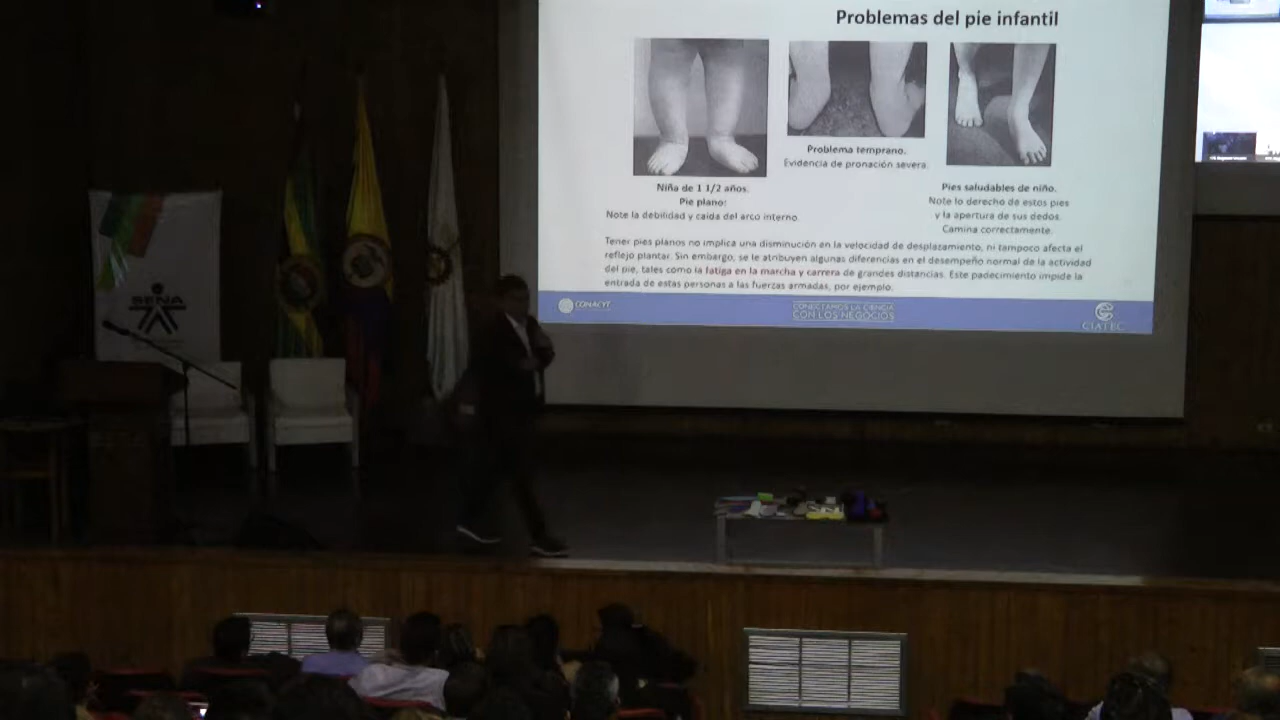 Problemas del pie infantil
Problema temprano.
Evidencia de pronación severa.
Niña de 1 1/2 años.
Pie plano:
Note la debilidad y caida del arco interno.
Pies saludables de niño.
Note lo derecho de estos pies
y la apertura de sus dedos.
Camina correctamente.
Tener pies planos no implica una disminución en la velocidad de desplazamiento, ni tampoco afecta el
reflejo plantar. Sin embargo, se le atribuyen algunas diferencias en el desempeño normal de la actividad
del pie, tales como la fatiga en la marcha y carrera de grandes distancias. Este padecimiento impide la
entrada de estas personas a las fuerzas armadas, por ejemplo.
CONACYT
CONECTAMOS LA CIENCIA
CON LOS NEGOCIOS
CIATEC
SENA